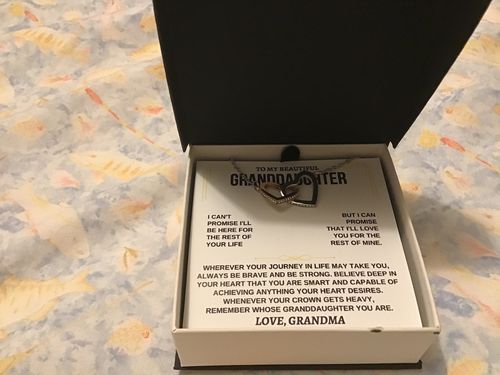 TO MY BEAUTIFUL
GRANDDAUGHTER
I CAN'T
PROMISE I'LL
BE HERE FOR
THE REST OF
YOUR LIFE
BUT I CAN
PROMISE
THAT I'LL LOVE
YOU FOR THE
REST OF MINE.
WHEREVER YOUR JOURNEY IN LIFE MAY TAKE YOU,
ALWAYS BE BRAVE AND BE STRONG. BELIEVE DEEP IN
YOUR HEART THAT YOU ARE SMART AND CAPABLE OF
ACHIEVING ANYTHING YOUR HEART DESIRES.
WHENEVER YOUR CROWN GETS HEAVY,
REMEMBER WHOSE GRANDDAUGHTER YOU ARE.
LOVE, GRANDMA